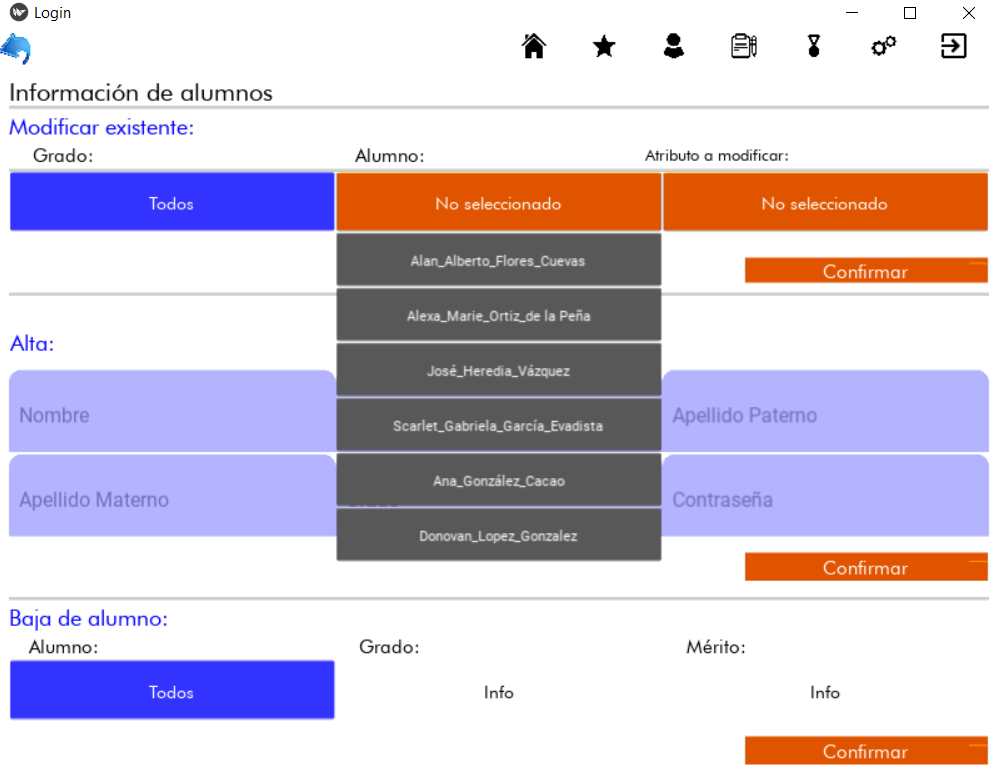 Login
Información de alumnos
Modificar existente:
Grado: Alumno: Atributo a modificar:
Todos No seleccionado No seleccionado
Alan_Alberto_Flores_Cuevas
Confirmar
Alexa_Marie_Ortiz_de la Peña
Alta:
José_Heredia_Vázquez
Nombre Apellido Paterno
Scarlet_Gabriela_García_Evadista
Ana_González_Cacao
Apellido Materno Contraseña
Donovan_Lopez_Gonzalez
Confirmar
Baja de alumno:
Alumno: Grado: Mérito:
Todos Info Info
Confirmar